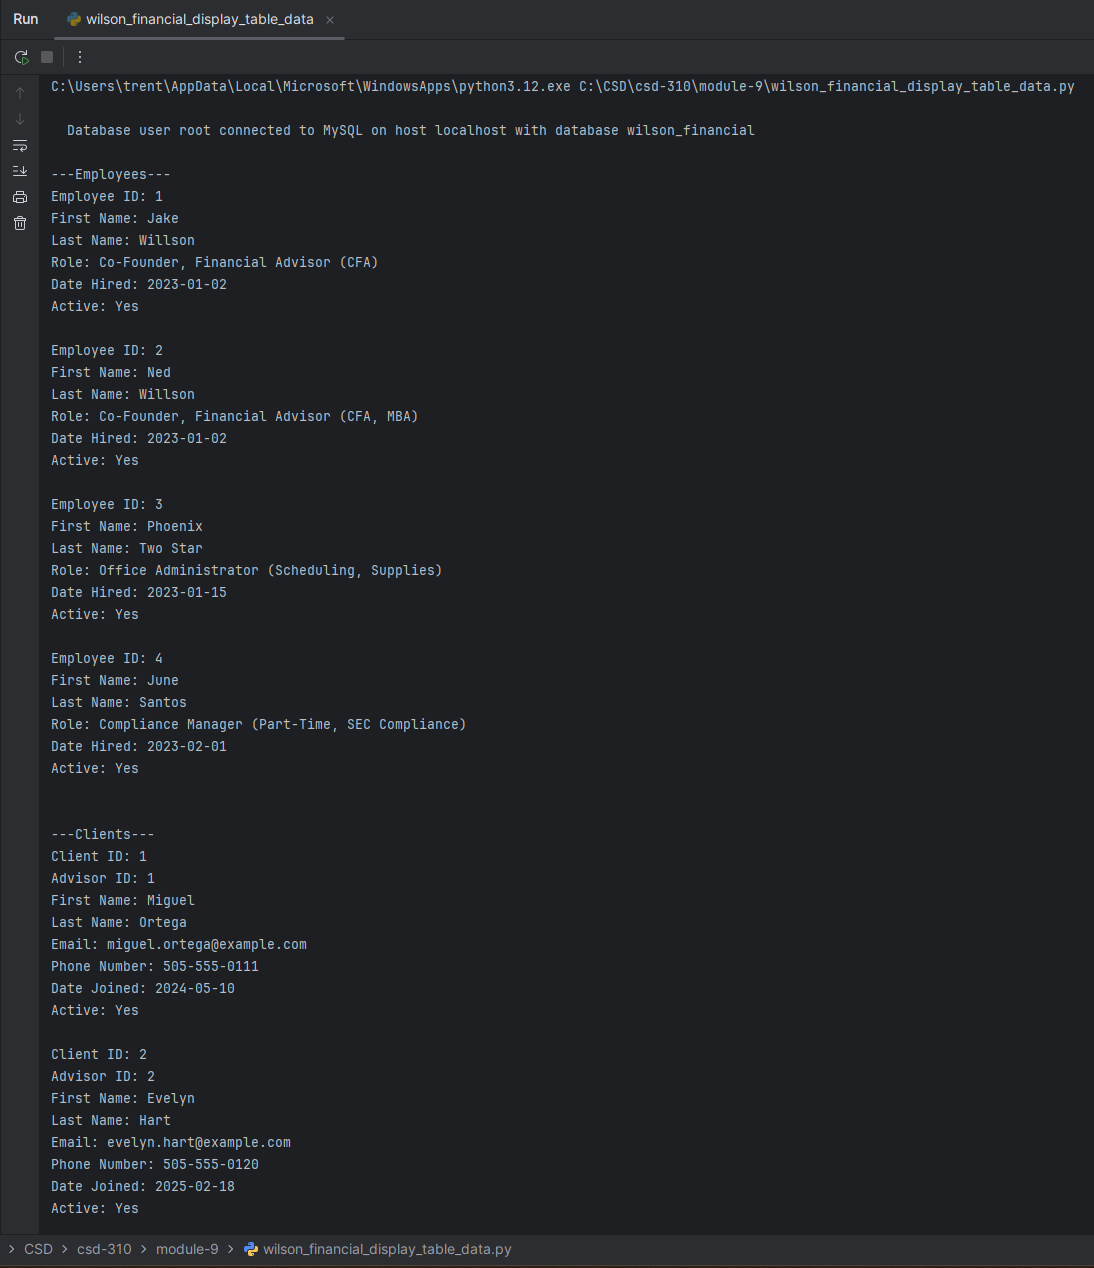 Run wilson_financial_display_table_data
C:\Users\trent\AppData\Local\Microsoft\WindowsApps\python3.12.exe C:\CSD\csd-310\module-9\wilson_financial_display_table_data.py
Database user root connected to MySQL on host localhost with database wilson_financial
---Employees---
Employee ID: 1
First Name: Jake
Last Name: Willson
Role: Co-Founder, Financial Advisor (CFA)
Date Hired: 2023-01-02
Active: Yes
Employee ID: 2
First Name: Ned
Last Name: Willson
Role: Co-Founder, Financial Advisor (CFA, MBA)
Date Hired: 2023-01-02
Active: Yes
Employee ID: 3
First Name: Phoenix
Last Name: Two Star
Role: Office Administrator (Scheduling, Supplies)
Date Hired: 2023-01-15
Active: Yes
Employee ID: 4
First Name: June
Last Name: Santos
Role: Compliance Manager (Part-Time, SEC Compliance)
Date Hired: 2023-02-01
Active: Yes
---Clients---
Client ID: 1
Advisor ID: 1
First Name: Miguel
Last Name: Ortega
Email: miguel.ortega@example.com
Phone Number: 505-555-0111
Date Joined: 2024-05-10
Active: Yes
Client ID: 2
Advisor ID: 2
First Name: Evelyn
Last Name: Hart
Email: evelyn.hart@example.com
Phone Number: 505-555-0120
Date Joined: 2025-02-18
Active: Yes
> CSD > csd-310 > module-9 > wilson_financial_display_table_data.py